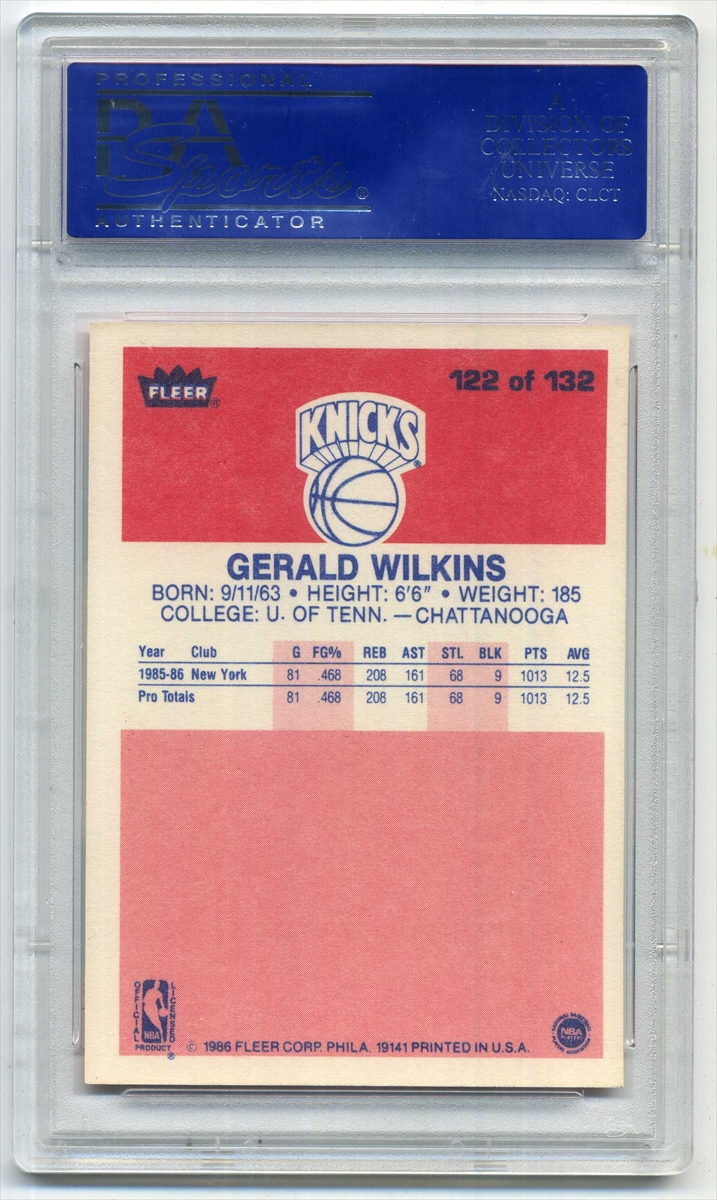 PROFESSIONAL
PSA
Sports®
AUTHENTICATOR
A
DIVISION OF
COLLECTORS
UNIVERSE
NASDAQ: CLCT
FLEER®
122 of 132
KNICKS®
GERALD WILKINS
BORN: 9/11/63 • HEIGHT: 6'6" • WEIGHT: 185
COLLEGE: U. OF TENN. — CHATTANOOGA
Year Club G FG% REB AST STL BLK PTS AVG
1985-86 New York 81 .468 208 161 68 9 1013 12.5
Pro Totals 81 .468 208 161 68 9 1013 12.5
OFFICIAL
LICENSED
NBA
PRODUCT®
© 1986 FLEER CORP. PHILA. 19141 PRINTED IN U.S.A.
NATIONAL BASKETBALL
NBA
PLAYERS
PLAYERS ASSOCIATION